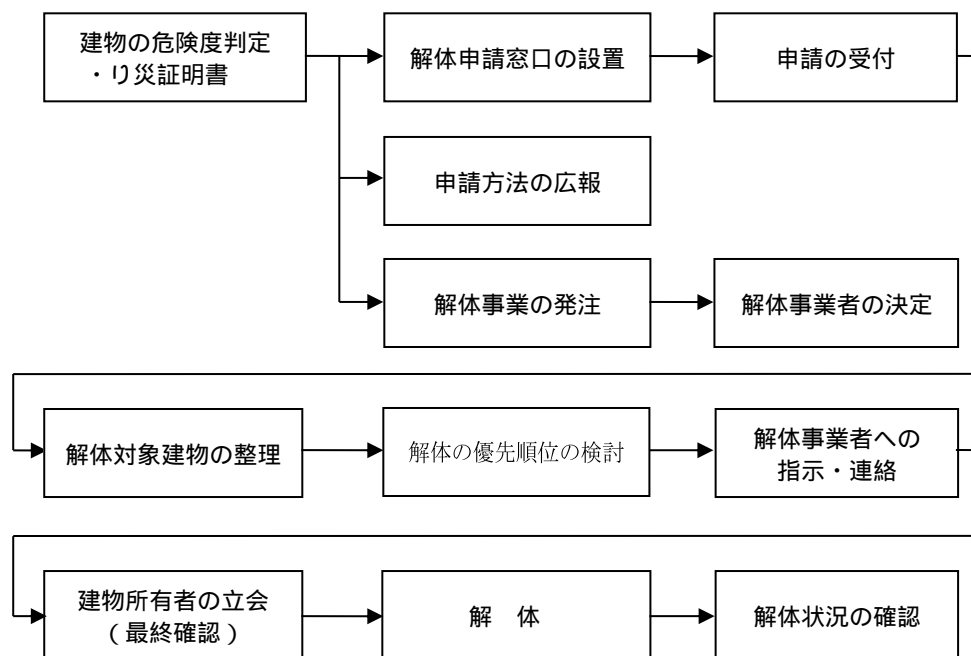 建物の危険度判定
・り災証明書
解体申請窓口の設置
申請の受付
申請方法の広報
解体事業の発注
解体事業者の決定
解体対象建物の整理
解体の優先順位の検討
解体事業者への
指示・連絡
建物所有者の立会
（最終確認）
解　体
解体状況の確認